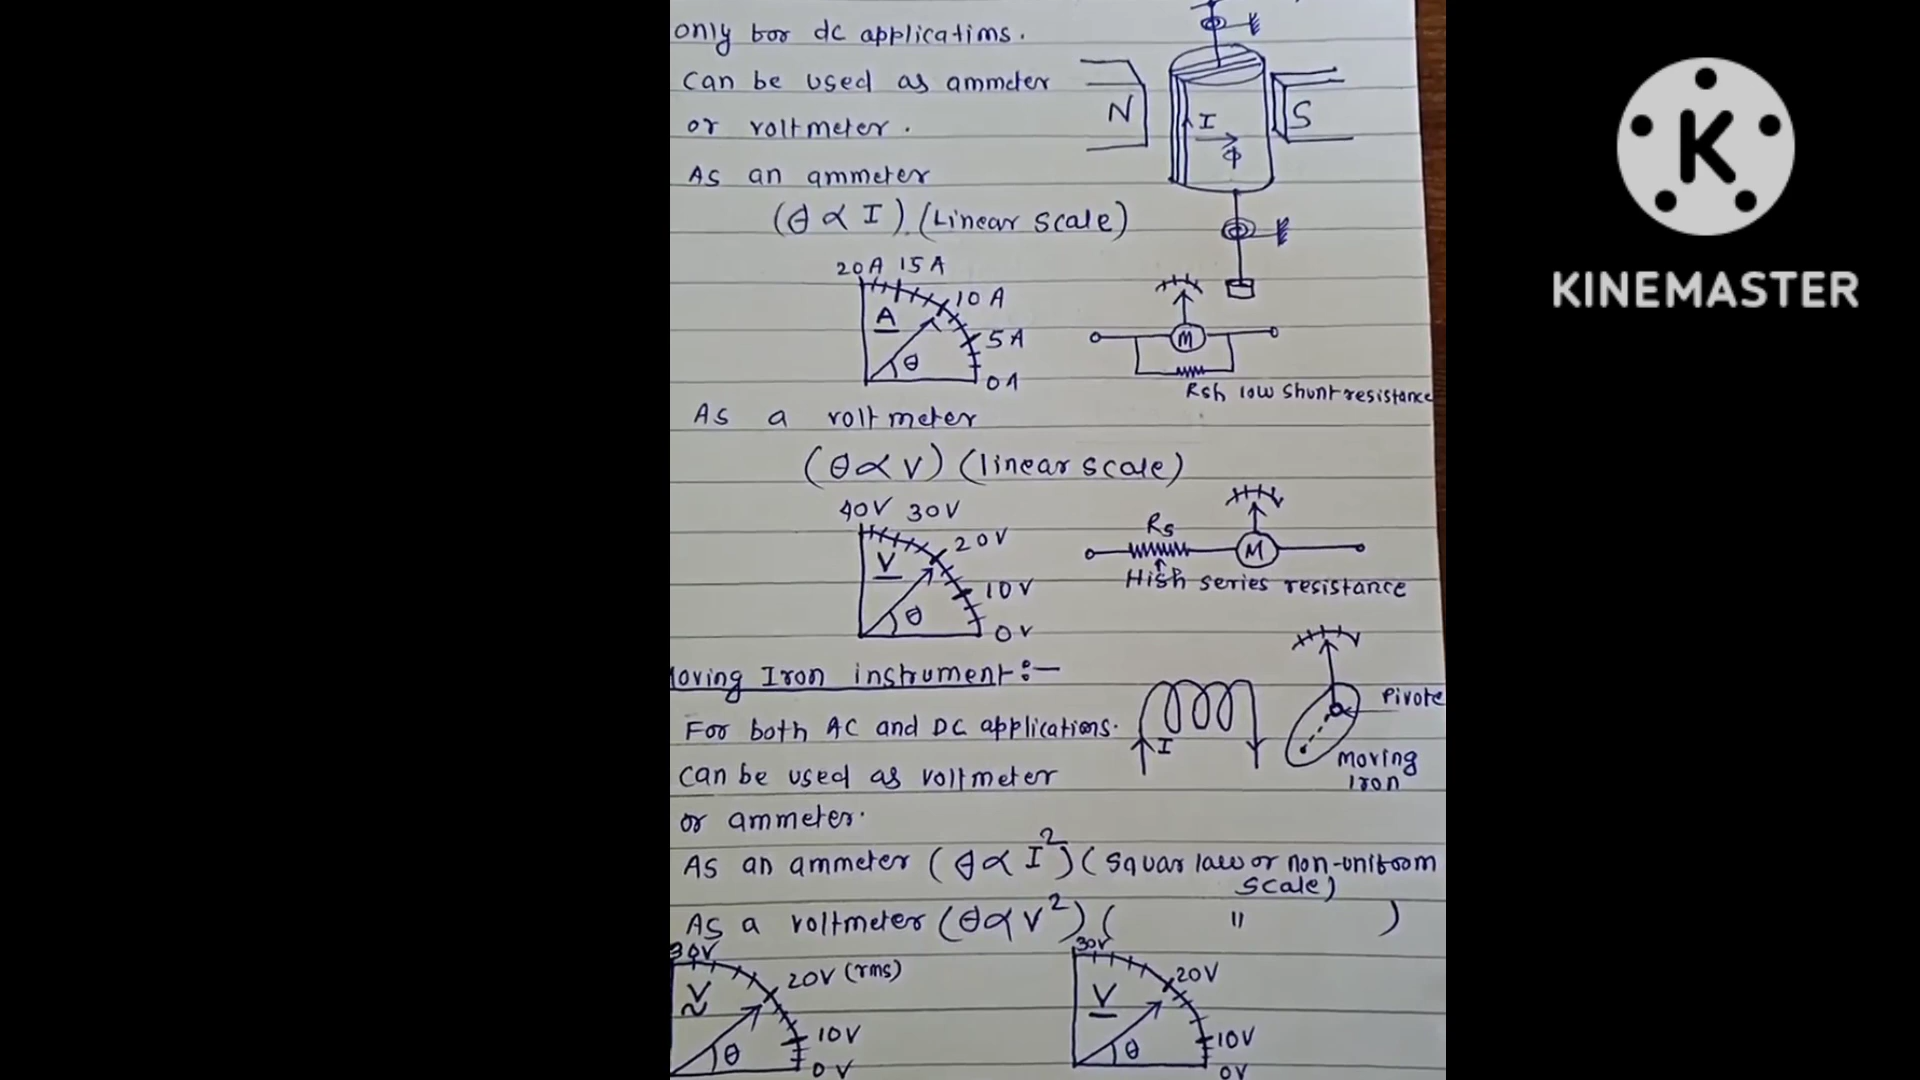 only for dc applications.
can be used as ammeter
or voltmeter.
As an ammeter
(θ ∝ I) (Linear scale)
20A 15A
10 A
A
5A
θ
0A
N
I
S
ϕ
M
Rsh low shunt resistance
As a voltmeter
(θ ∝ V) (linear scale)
40V 30V
20V
V
10V
θ
0V
Rs
M
High series resistance
Moving Iron instrument:-
For both AC and DC applications.
can be used as voltmeter
or ammeter.
I
Pivote
Moving
Iron
As an ammeter (θ ∝ I²) (squar law or non-uniform
scale)
As a voltmeter (θ ∝ V²) ( " )
30V
20V (rms)
V
10V
θ
0V
30V
20V
V
10V
θ
0V
K
KINEMASTER